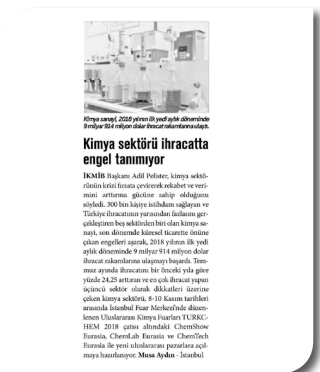 Kimya sanayi, 2018 yılının ilk yedi aylık döneminde
9 milyar 914 milyon dolar ihracat rakamlarına ulaştı.
Kimya sektörü ihracatta
engel tanımıyor
İKMİB Başkanı Adil Pelister, kimya sektö-
rünün krizi fırsata çevirerek rekabet ve veri-
mini arttırma gücüne sahip olduğunu
söyledi. 300 bin kişiye istihdam sağlayan ve
Türkiye ihracatının yarısından fazlasını ger-
çekleştiren beş sektörden biri olan kimya sa-
nayi, son dönemde küresel ticarette önüne
çıkan engelleri aşarak, 2018 yılının ilk yedi
aylık döneminde 9 milyar 914 milyon dolar
ihracat rakamlarına ulaşmayı başardı. Tem-
muz ayında ihracatını bir önceki yıla göre
yüzde 24,25 arttıran ve en çok ihracat yapan
üçüncü sektör olarak dikkatleri üzerine
çeken kimya sektörü, 8-10 Kasım tarihleri
arasında İstanbul Fuar Merkezi'nde düzen-
lenen Uluslararası Kimya Fuarları TURKC-
HEM 2018 çatısı altındaki ChemShow
Eurasia, ChemLab Eurasia ve ChemTech
Eurasia ile yeni uluslararası pazarlara açıl-
maya hazırlanıyor. Musa Aydın - İstanbul